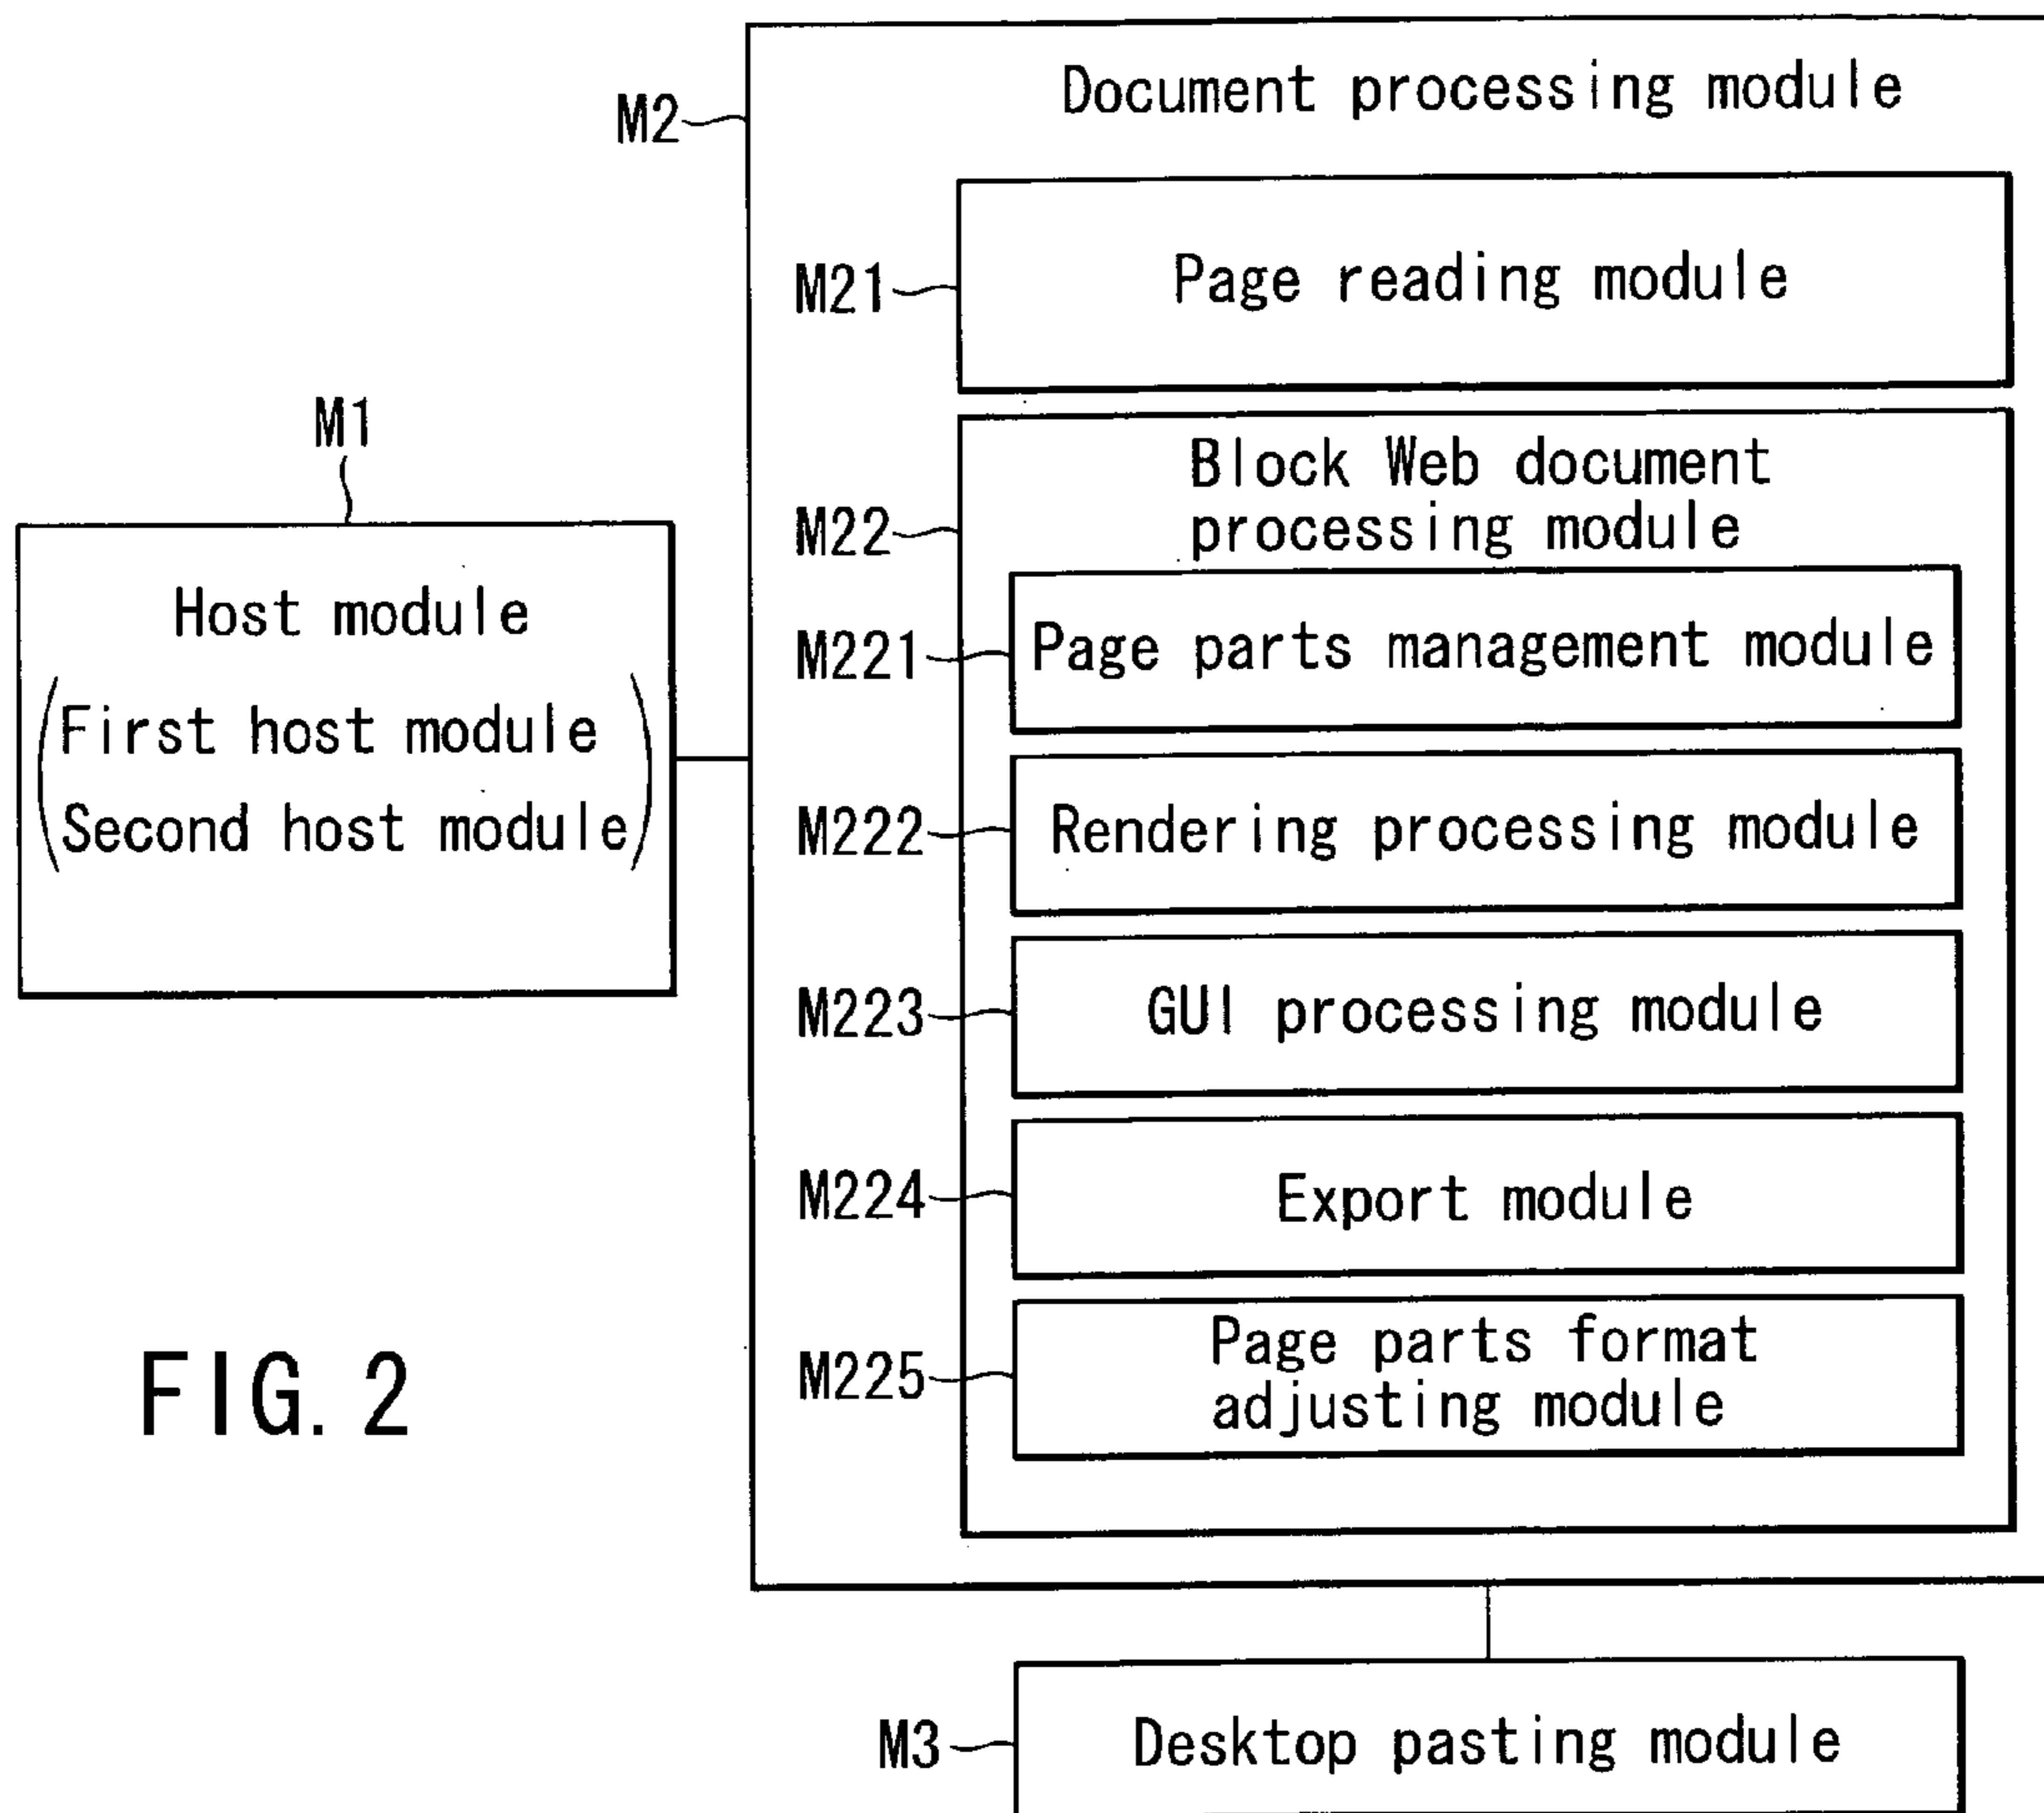 M2
Document processing module
M21
Page reading module
M1
Host module
(First host module
Second host module)
M22
Block Web document
processing module
M221
Page parts management module
M222
Rendering processing module
M223
GUI processing module
M224
Export module
M225
Page parts format
adjusting module
FIG. 2
M3
Desktop pasting module